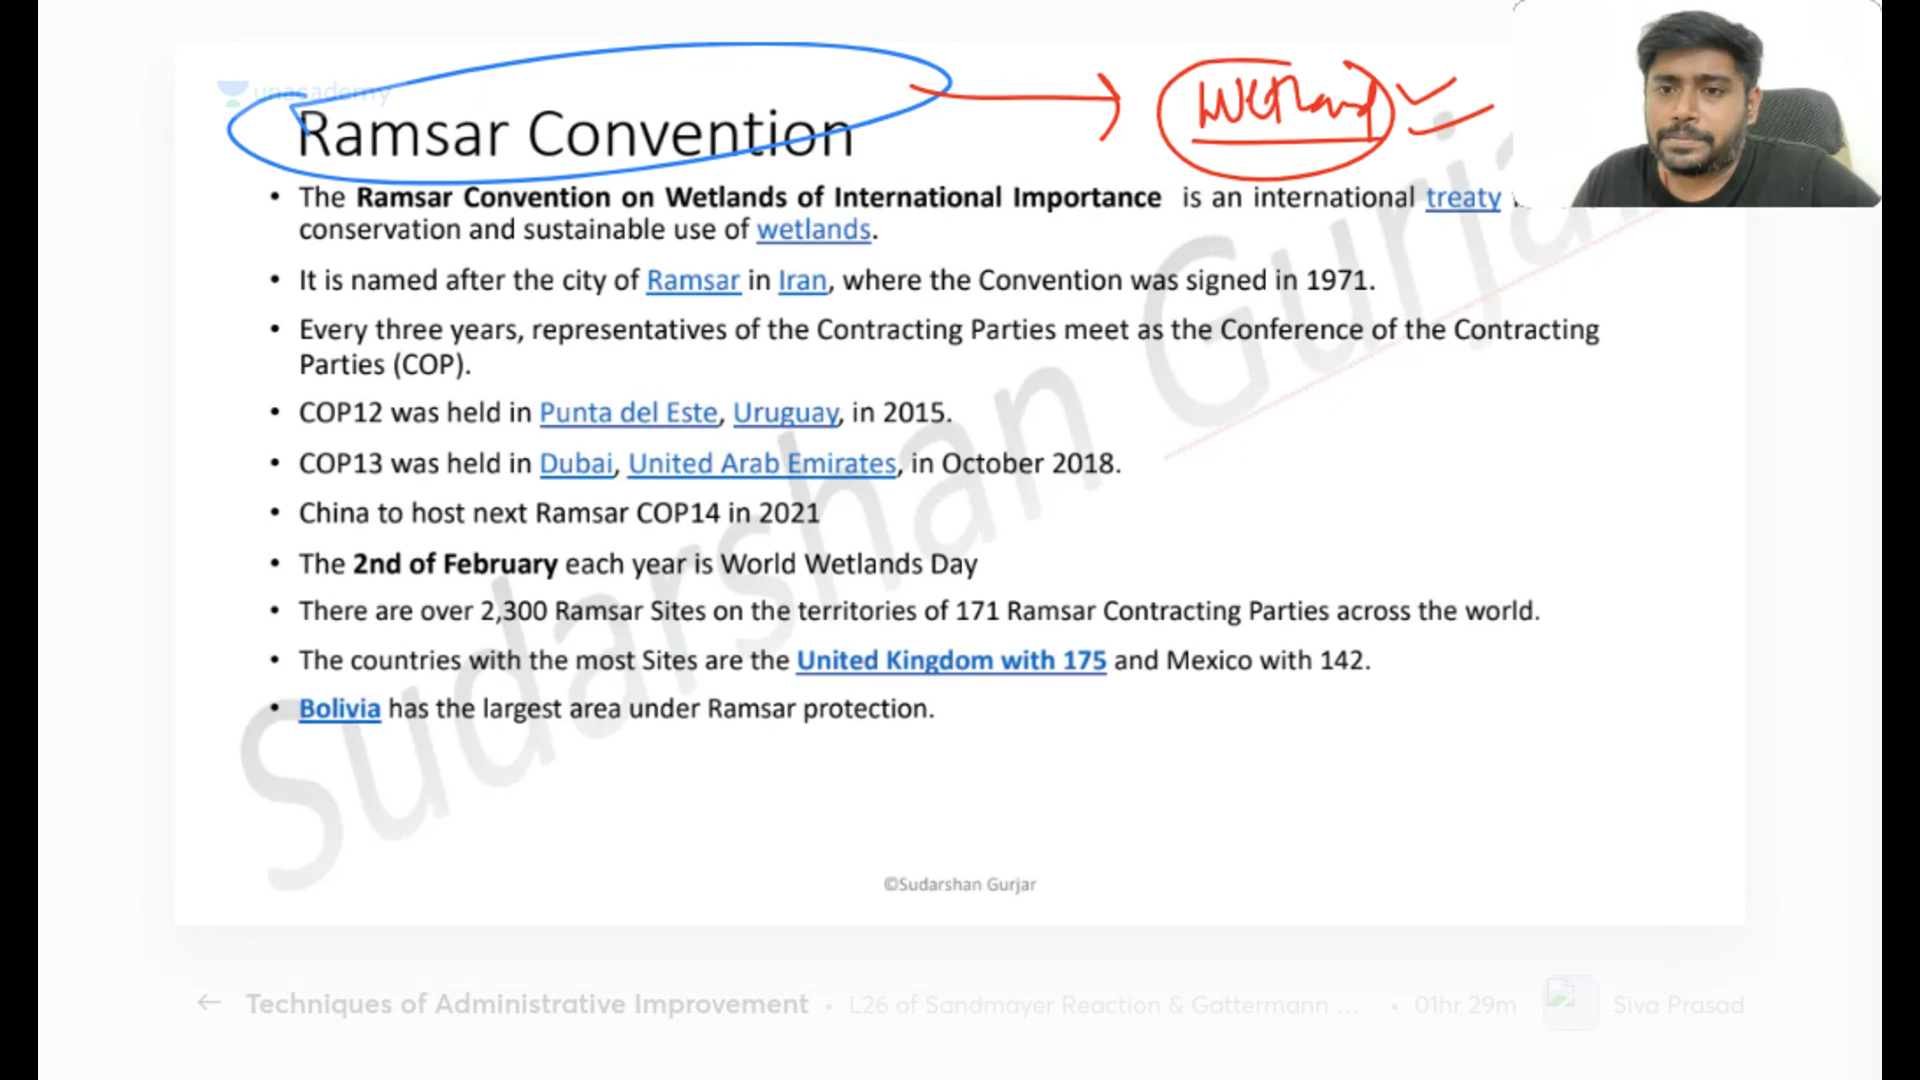 unacademy
Ramsar Convention
Wetland
• The Ramsar Convention on Wetlands of International Importance is an international treaty
conservation and sustainable use of wetlands.
• It is named after the city of Ramsar in Iran, where the Convention was signed in 1971.
• Every three years, representatives of the Contracting Parties meet as the Conference of the Contracting
Parties (COP).
• COP12 was held in Punta del Este, Uruguay, in 2015.
• COP13 was held in Dubai, United Arab Emirates, in October 2018.
• China to host next Ramsar COP14 in 2021
• The 2nd of February each year is World Wetlands Day
• There are over 2,300 Ramsar Sites on the territories of 171 Ramsar Contracting Parties across the world.
• The countries with the most Sites are the United Kingdom with 175 and Mexico with 142.
• Bolivia has the largest area under Ramsar protection.
Sudarshan Gurjar
©Sudarshan Gurjar
← Techniques of Administrative Improvement • L26 of Sandmayer Reaction & Gattermann ... • 01hr 29m Siva Prasad